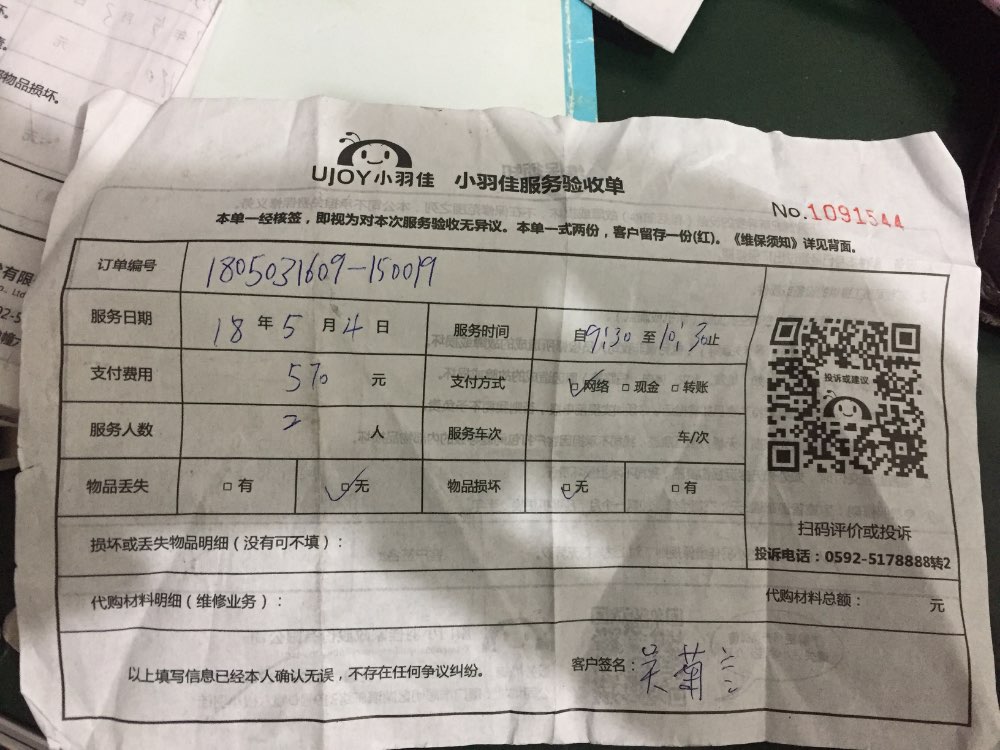 物品损坏。
UJOY小羽佳 小羽佳服务验收单
No.1091544
本单一经核签，即视为对本次服务验收无异议。本单一式两份，客户留存一份(红)。《维保须知》详见背面。
订单编号 1805031609-150019
服务日期 18 年 5 月 4 日 服务时间 自9:30 至 10:30止
支付费用 570 元 支付方式 网络 现金 转账
投诉或建议
服务人数 2 人 服务车次 车/次
物品丢失 有 无 物品损坏 无 有
扫码评价或投诉
投诉电话：0592-5178888转2
损坏或丢失物品明细（没有可不填）：
代购材料明细（维修业务）： 代购材料总额： 元
以上填写信息已经本人确认无误，不存在任何争议纠纷。 客户签名：吴菊兰